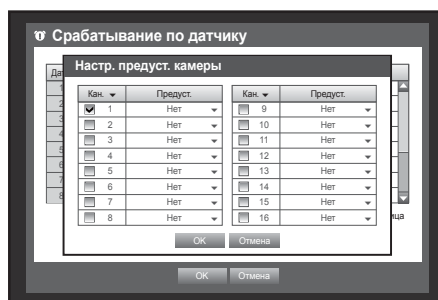 Срабатывание по датчику
Дат
Настр. предуст. камеры
Кан. Предуст. Кан. Предуст.
1 Нет 9 Нет
2 Нет 10 Нет
3 Нет 11 Нет
4 Нет 12 Нет
5 Нет 13 Нет
6 Нет 14 Нет
7 Нет 15 Нет
8 Нет 16 Нет
ица
OK Отмена
OK Отмена